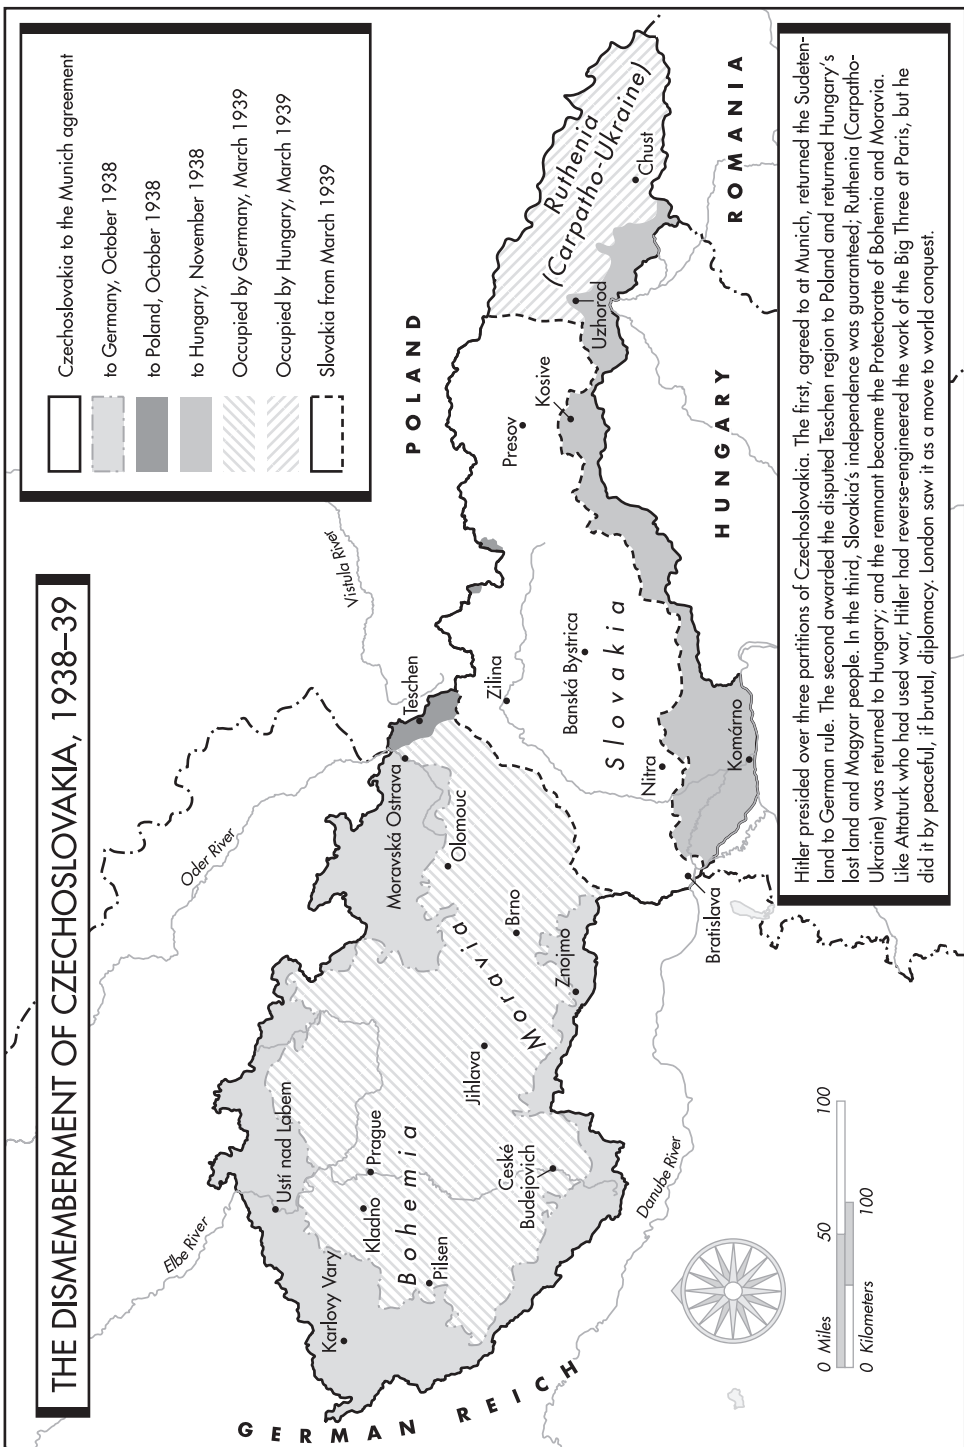 THE DISMEMBERMENT OF CZECHOSLOVAKIA, 1938–39
Czechoslovakia to the Munich agreement
to Germany, October 1938
to Poland, October 1938
to Hungary, November 1938
Occupied by Germany, March 1939
Occupied by Hungary, March 1939
Slovakia from March 1939
GERMAN REICH
POLAND
HUNGARY
ROMANIA
Elbe River
Oder River
Vistula River
Danube River
Karlovy Vary
Ustí nad Lábem
Kladno
Prague
Bohemia
Pilsen
České
Budejovich
Jihlava
Moravia
Znojmo
Brno
Olomouc
Moravská Ostrava
Teschen
Zilina
Banská Bystrica
Slovakia
Nitra
Bratislava
Komárno
Presov
Kosive
Uzhorod
Ruthenia
(Carpatho-Ukraine)
Chust
0 Miles 50 100
0 Kilometers 100
Hitler presided over three partitions of Czechoslovakia. The first, agreed to at Munich, returned the Sudeten-
land to German rule. The second awarded the disputed Teschen region to Poland and returned Hungary's
lost land and Magyar people. In the third, Slovakia's independence was guaranteed; Ruthenia (Carpatho-
Ukraine) was returned to Hungary; and the remnant became the Protectorate of Bohemia and Moravia.
Like Attaturk who had used war, Hitler had reverse-engineered the work of the Big Three at Paris, but he
did it by peaceful, if brutal, diplomacy. London saw it as a move to world conquest.